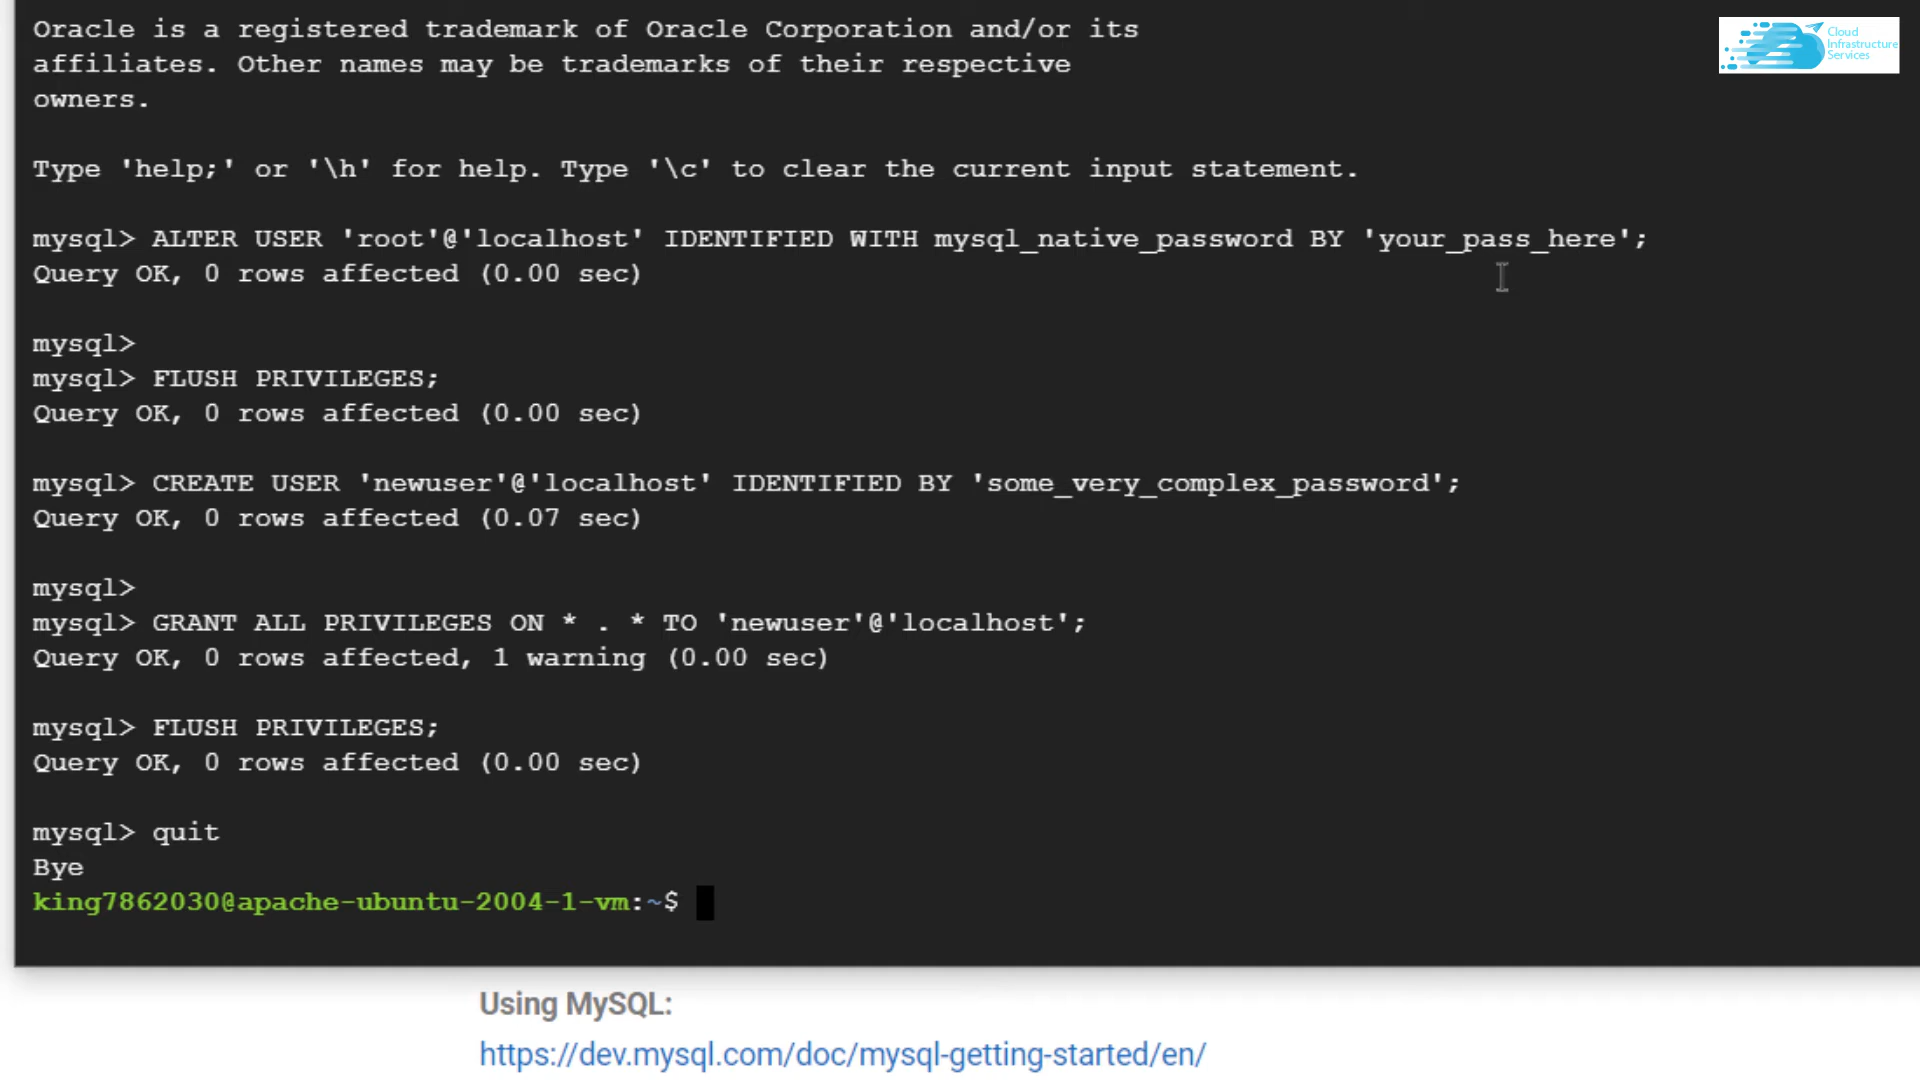 Oracle is a registered trademark of Oracle Corporation and/or its
affiliates. Other names may be trademarks of their respective
owners.
Type 'help;' or '\h' for help. Type '\c' to clear the current input statement.
mysql> ALTER USER 'root'@'localhost' IDENTIFIED WITH mysql_native_password BY 'your_pass_here';
Query OK, 0 rows affected (0.00 sec)
mysql>
mysql> FLUSH PRIVILEGES;
Query OK, 0 rows affected (0.00 sec)
mysql> CREATE USER 'newuser'@'localhost' IDENTIFIED BY 'some_very_complex_password';
Query OK, 0 rows affected (0.07 sec)
mysql>
mysql> GRANT ALL PRIVILEGES ON * . * TO 'newuser'@'localhost';
Query OK, 0 rows affected, 1 warning (0.00 sec)
mysql> FLUSH PRIVILEGES;
Query OK, 0 rows affected (0.00 sec)
mysql> quit
Bye
king7862030@apache-ubuntu-2004-1-vm:~$
Using MySQL:
https://dev.mysql.com/doc/mysql-getting-started/en/
Cloud
Infrastructure
Services